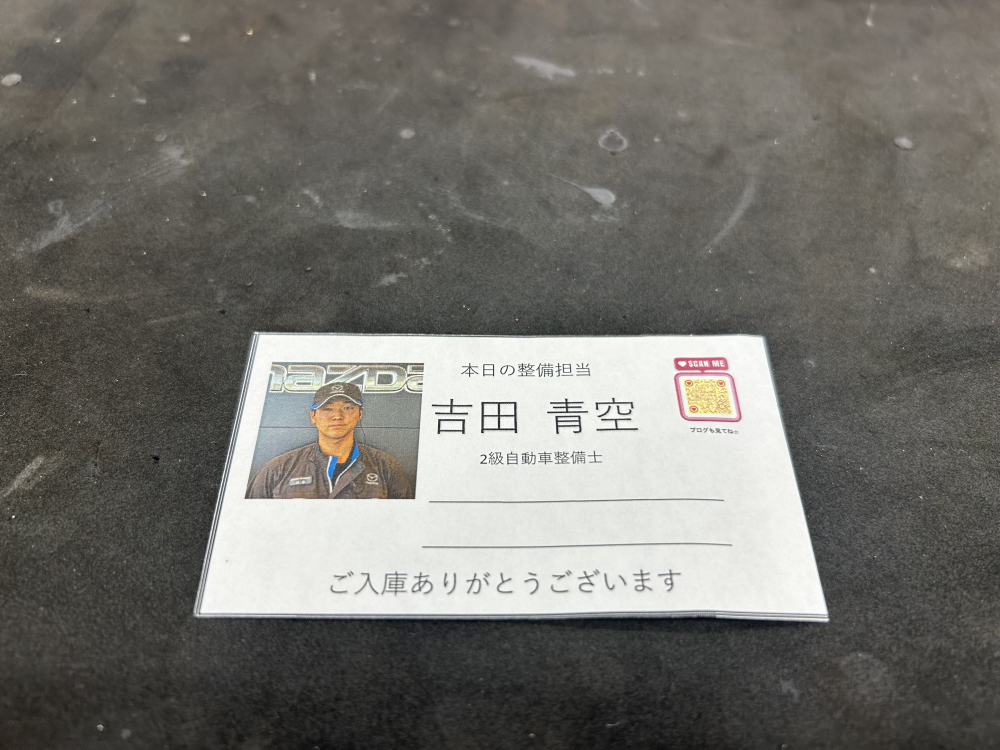 mazda
本日の整備担当
吉田 青空
2級自動車整備士
SCAN ME
ブログも見てね☆
ご入庫ありがとうございます